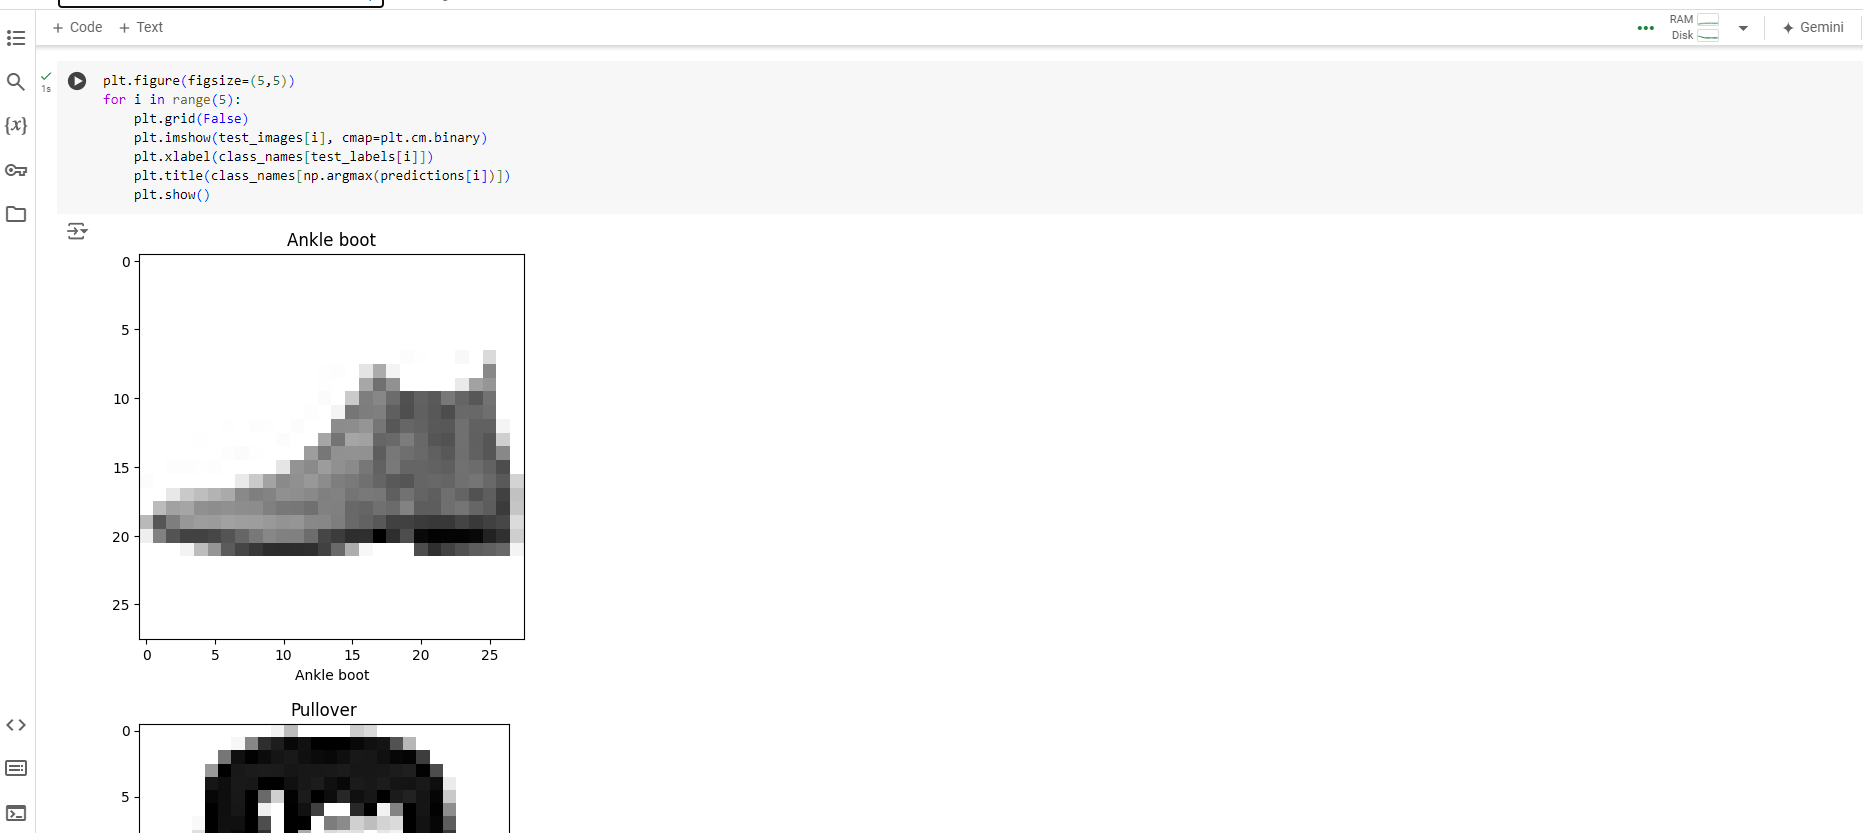 + Code + Text
RAM
Disk
Gemini
1s
plt.figure(figsize=(5,5))
for i in range(5):
    plt.grid(False)
    plt.imshow(test_images[i], cmap=plt.cm.binary)
    plt.xlabel(class_names[test_labels[i]])
    plt.title(class_names[np.argmax(predictions[i])])
    plt.show()
{x}
Ankle boot
0
5
10
15
20
25
0 5 10 15 20 25
Ankle boot
Pullover
0
5